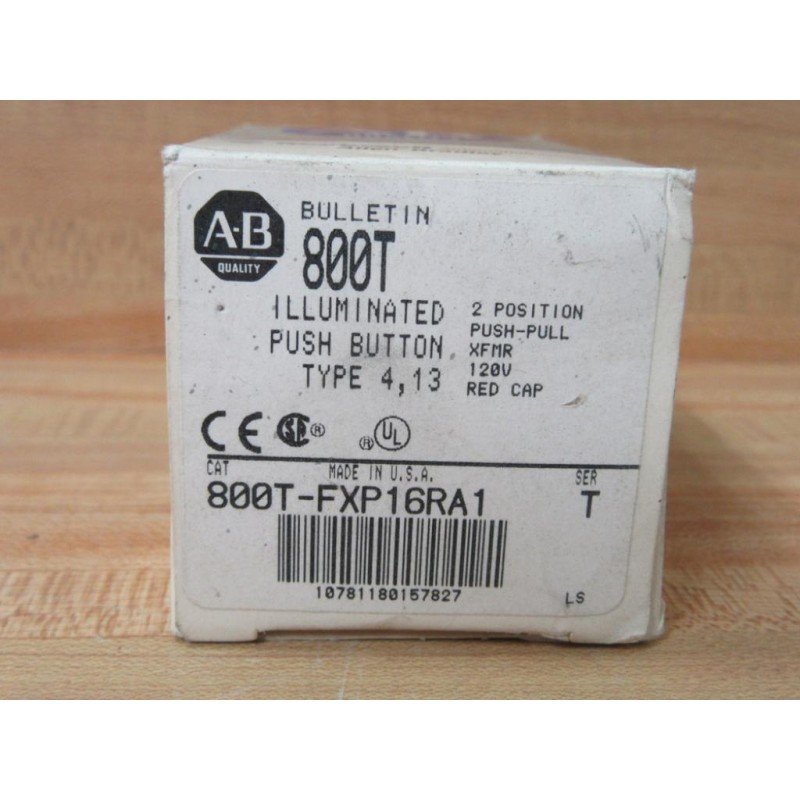 BULLETIN
A-B
QUALITY
800T
ILLUMINATED
PUSH BUTTON
TYPE 4,13
2 POSITION
PUSH-PULL
XFMR
120V
RED CAP
CE SA ® ® UL
CAT
MADE IN U.S.A.
SER
800T-FXP16RA1
T
10781180157827
LS